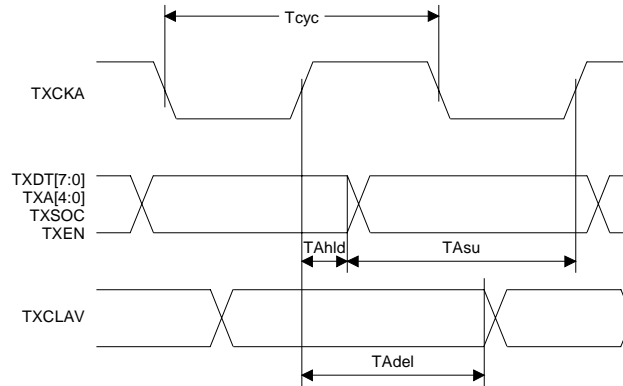 Tcyc
TXCKA
TXDT[7:0]
TXA[4:0]
TXSOC
TXEN
TAhld
TAsu
TXCLAV
TAdel